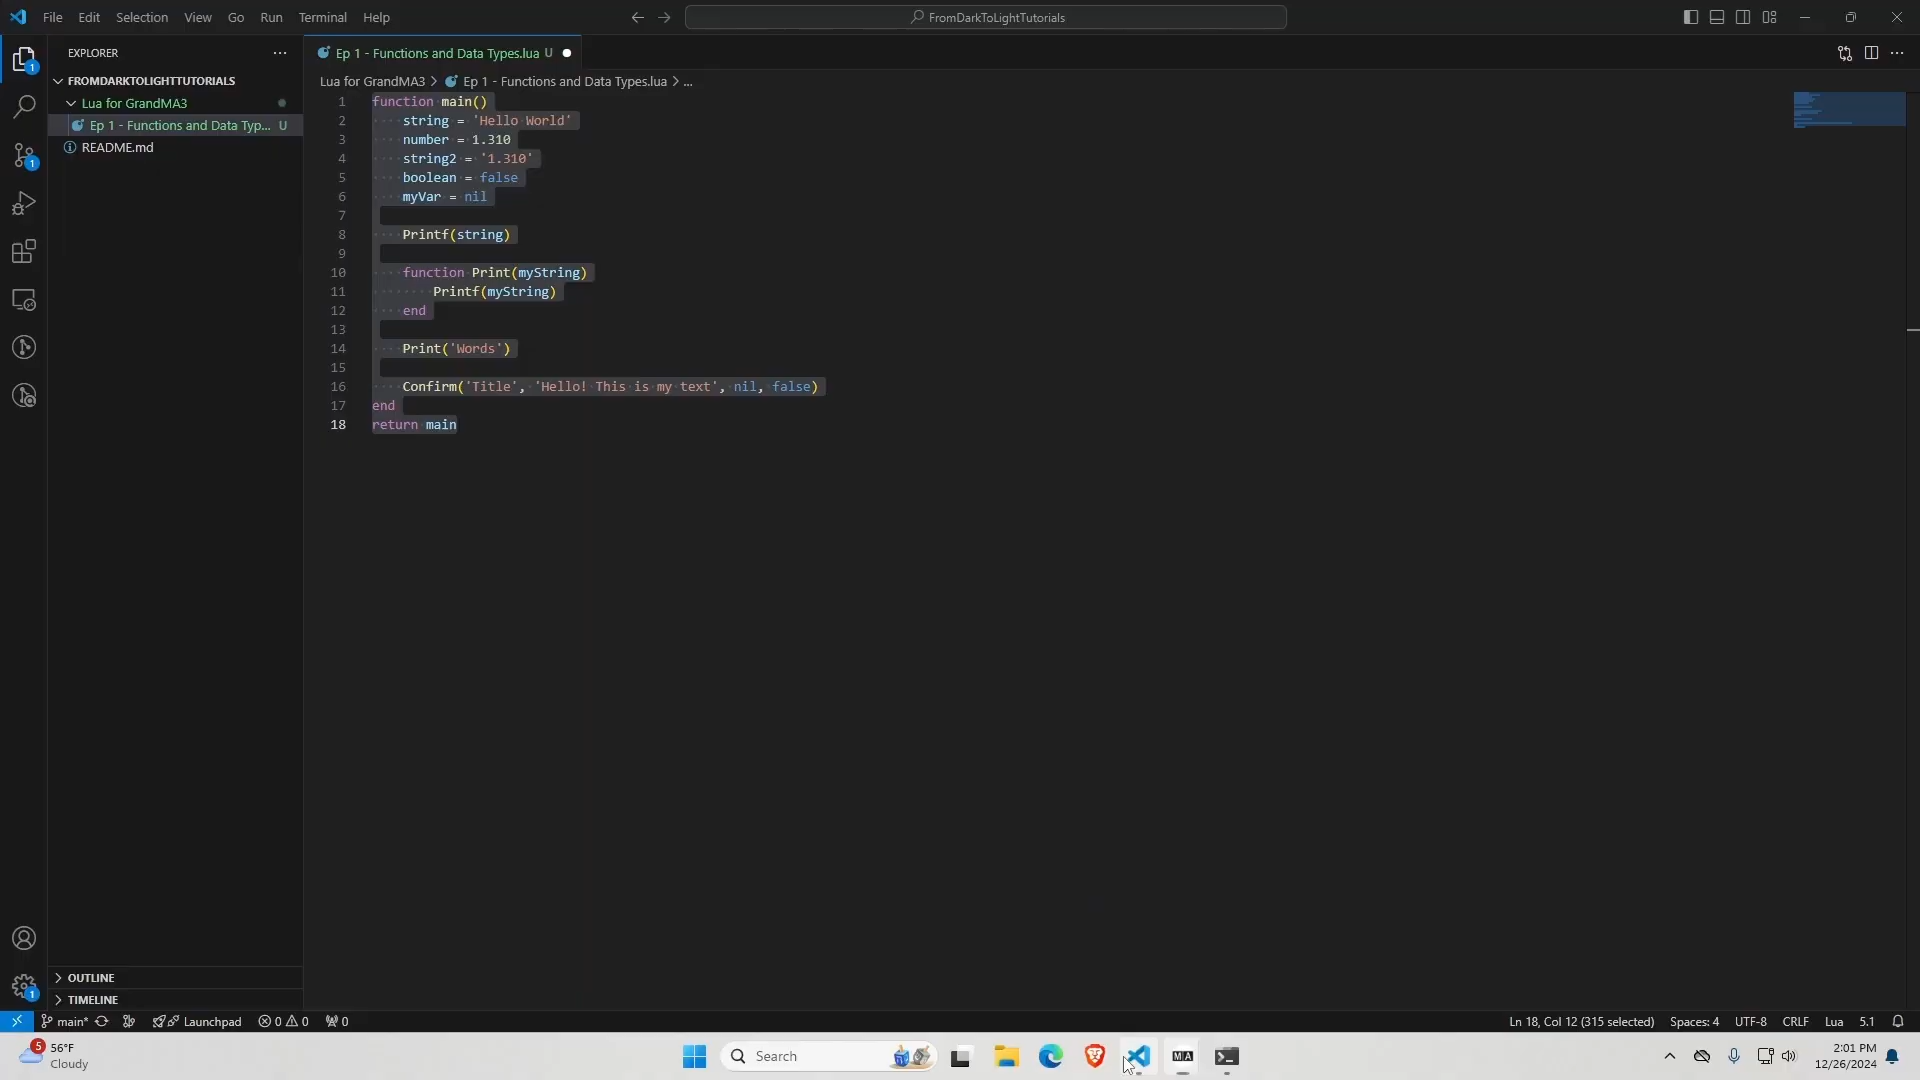 File Edit Selection View Go Run Terminal Help
FromDarkToLightTutorials
EXPLORER
FROMDARKTOLIGHTTUTORIALS
Lua for GrandMA3
Ep 1 - Functions and Data Typ... U
README.md
OUTLINE
TIMELINE
Ep 1 - Functions and Data Types.lua U
Lua for GrandMA3 > Ep 1 - Functions and Data Types.lua > ...
1 function main()
2 string = 'Hello World'
3 number = 1.310
4 string2 = '1.310'
5 boolean = false
6 myVar = nil
7
8 Printf(string)
9
10 function Print(myString)
11 Printf(myString)
12 end
13
14 Print('Words')
15
16 Confirm('Title', 'Hello! This is my text', nil, false)
17 end
18 return main
1
1
1
main* Launchpad 0 0 0
Ln 18, Col 12 (315 selected) Spaces: 4 UTF-8 CRLF Lua 5.1
5
56°F
Cloudy
Search
MA
2:01 PM
12/26/2024